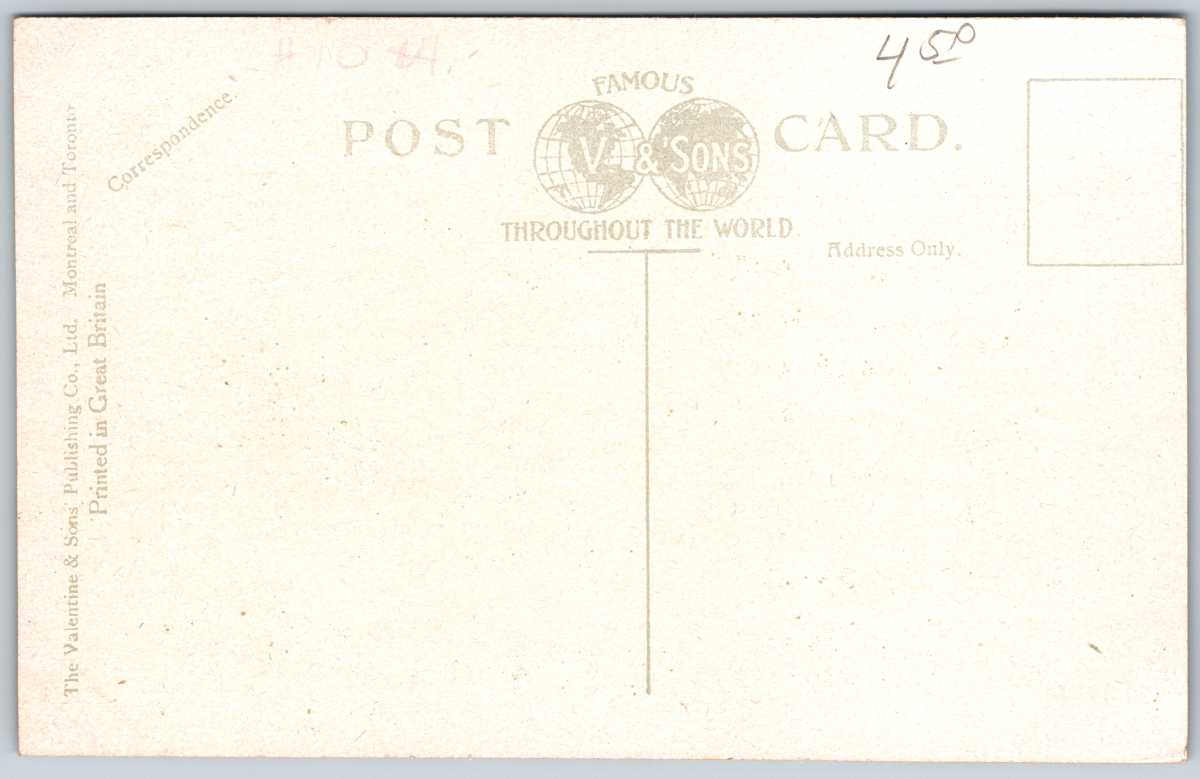 450
FAMOUS
POST V. & SONS CARD.
THROUGHOUT THE WORLD
Correspondence.
Address Only.
The Valentine & Sons' Publishing Co., Ltd. Montreal and Toronto
Printed in Great Britain